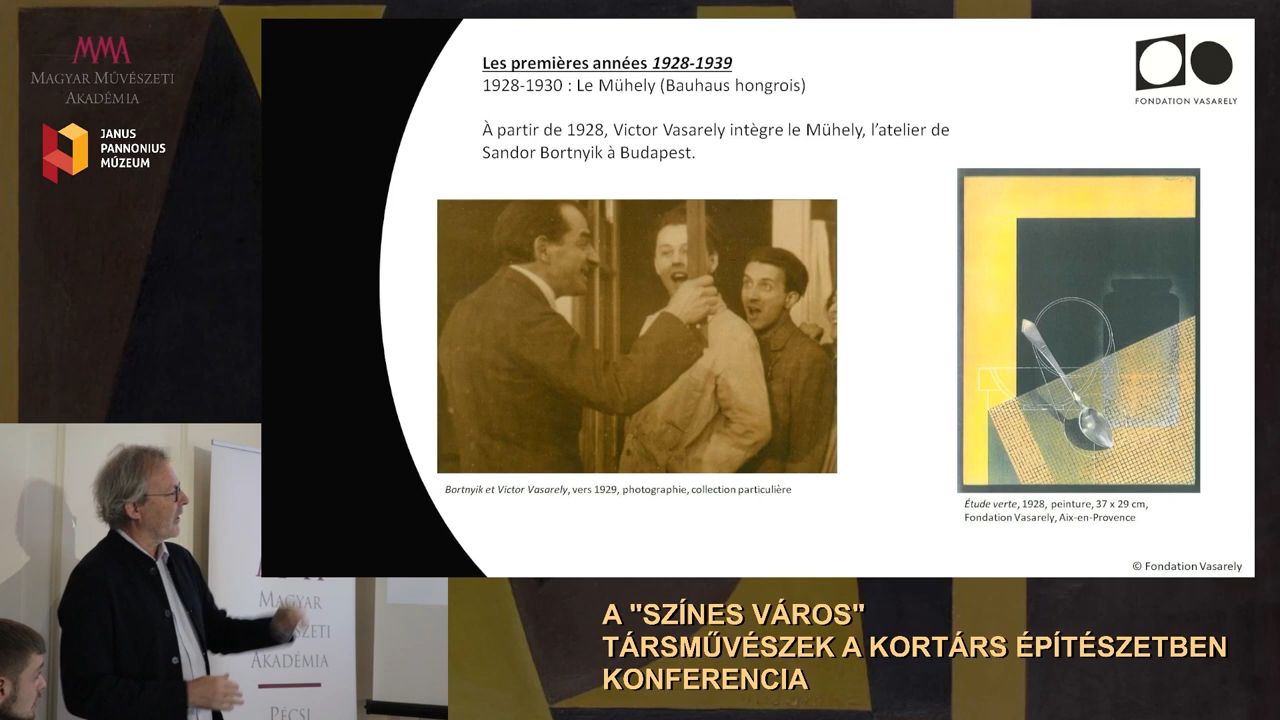 MMA
MAGYAR MŰVÉSZETI
AKADÉMIA
JANUS
PANNONIUS
MÚZEUM
Les premières années 1928-1939
1928-1930 : Le Mühely (Bauhaus hongrois)
À partir de 1928, Victor Vasarely intègre le Mühely, l’atelier de
Sandor Bortnyik à Budapest.
FONDATION VASARELY
Bortnyik et Victor Vasarely, vers 1929, photographie, collection particulière
Étude verte, 1928, peinture, 37 x 29 cm,
Fondation Vasarely, Aix-en-Provence
© Fondation Vasarely
MAGYAR
AKADÉMIA
PÉCSI
A "SZÍNES VÁROS"
TÁRSMŰVÉSZEK A KORTÁRS ÉPÍTÉSZETBEN
KONFERENCIA